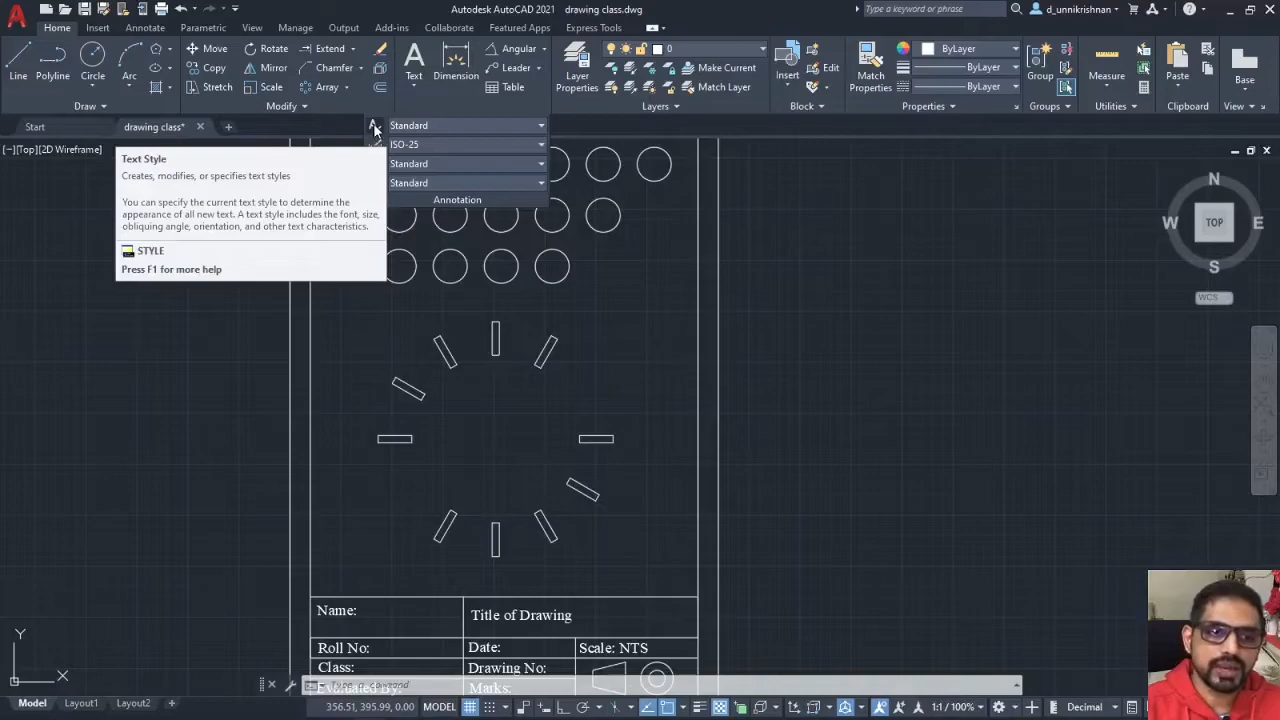 Autodesk AutoCAD 2021 drawing class.dwg
Type a keyword or phrase
d_unnikrishnan
Home Insert Annotate Parametric View Manage Output Add-ins Collaborate Express Tools Featured Apps
Line Polyline Circle Arc
Move Rotate Extend
Copy Mirror Chamfer
Stretch Scale Array
Text Dimension
Angular
Leader
Table
Layer
Properties
0
Make Current
Match Layer
Insert
Edit
Match
Properties
ByLayer
ByLayer
ByLayer
Group
Measure
Paste
Base
Draw Modify Layers Block Properties Groups Utilities Clipboard View
Start drawing class*
Standard
ISO-25
Standard
Standard
Annotation
[−][Top][2D Wireframe]
Text Style
Creates, modifies, or specifies text styles
You can specify the current text style to determine the
appearance of all new text. A text style includes the font, size,
obliquing angle, orientation, and other text characteristics.
STYLE
Press F1 for more help
N
W TOP E
S
WCS
Name:
Title of Drawing
Roll No:
Date:
Scale: NTS
Class:
Drawing No:
Evaluated By:
Marks:
Y
X
Type a command
Model Layout1 Layout2
356.51, 395.99, 0.00 MODEL
1:1 / 100%
Decimal